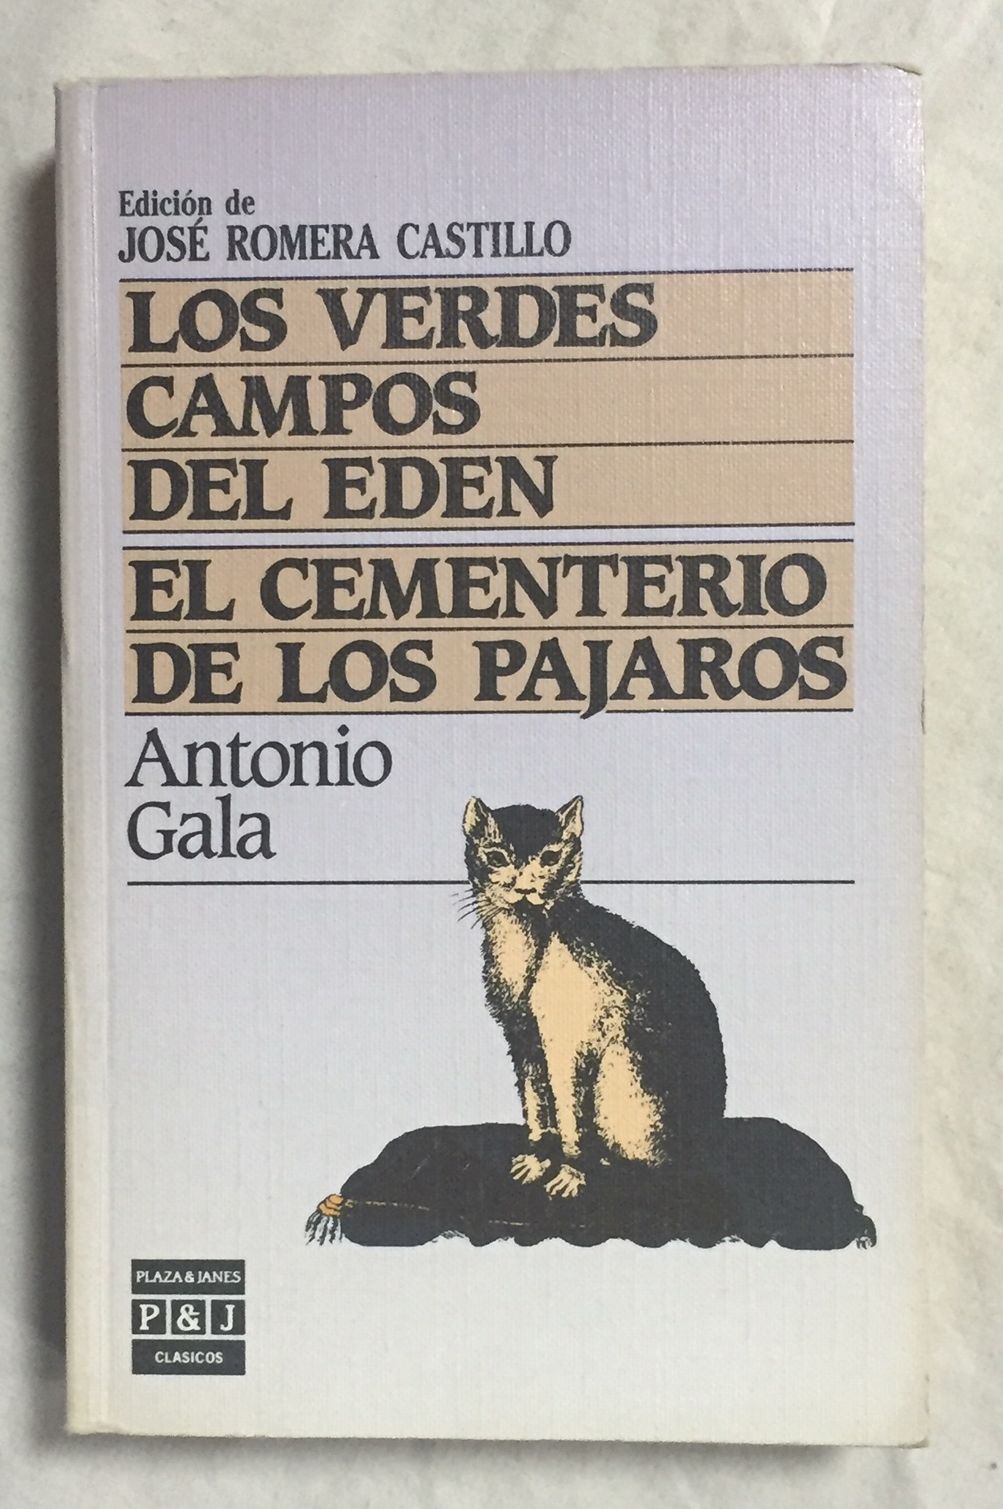 Edición de
JOSÉ ROMERA CASTILLO
LOS VERDES
CAMPOS
DEL EDEN
EL CEMENTERIO
DE LOS PAJAROS
Antonio
Gala
PLAZA & JANES
P & J
CLASICOS